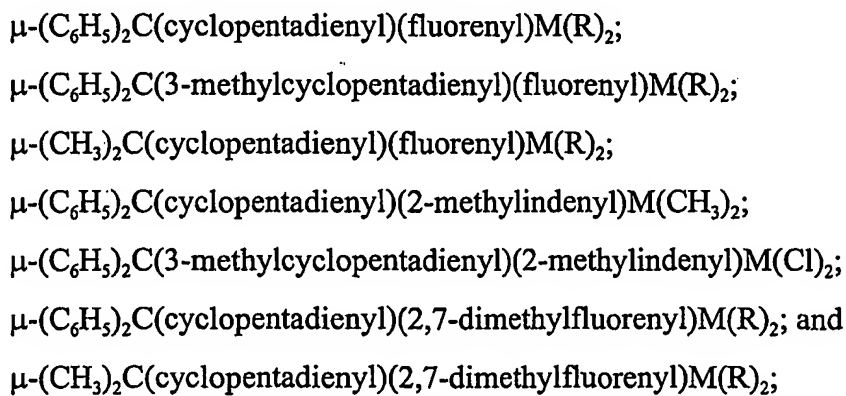 μ-(C₆H₅)₂C(cyclopentadienyl)(fluorenyl)M(R)₂;
μ-(C₆H₅)₂C(3-methylcyclopentadienyl)(fluorenyl)M(R)₂;
μ-(CH₃)₂C(cyclopentadienyl)(fluorenyl)M(R)₂;
μ-(C₆H₅)₂C(cyclopentadienyl)(2-methylindenyl)M(CH₃)₂;
μ-(C₆H₅)₂C(3-methylcyclopentadienyl)(2-methylindenyl)M(Cl)₂;
μ-(C₆H₅)₂C(cyclopentadienyl)(2,7-dimethylfluorenyl)M(R)₂; and
μ-(CH₃)₂C(cyclopentadienyl)(2,7-dimethylfluorenyl)M(R)₂;